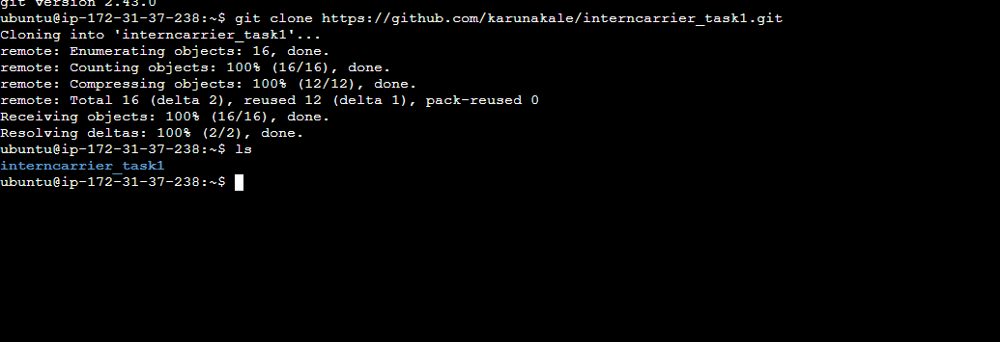 git version 2.43.0
ubuntu@ip-172-31-37-238:~$ git clone https://github.com/karunakale/interncarrier_task1.git
Cloning into 'interncarrier_task1'...
remote: Enumerating objects: 16, done.
remote: Counting objects: 100% (16/16), done.
remote: Compressing objects: 100% (12/12), done.
remote: Total 16 (delta 2), reused 12 (delta 1), pack-reused 0
Receiving objects: 100% (16/16), done.
Resolving deltas: 100% (2/2), done.
ubuntu@ip-172-31-37-238:~$ ls
interncarrier_task1
ubuntu@ip-172-31-37-238:~$